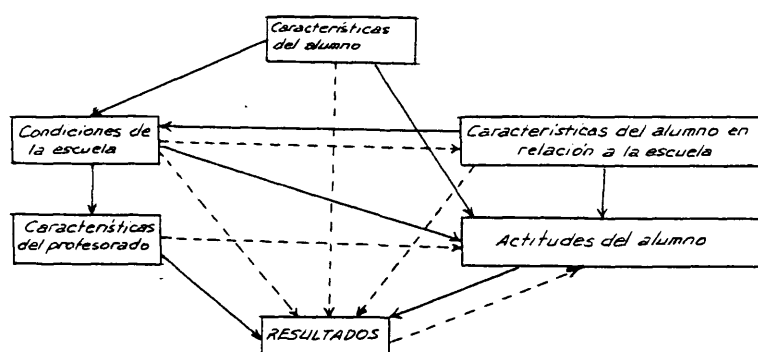 Características
del alumno
Condiciones de
la escuela
Características del alumno en
relación a la escuela
Características
del profesorado
Actitudes del alumno
RESULTADOS